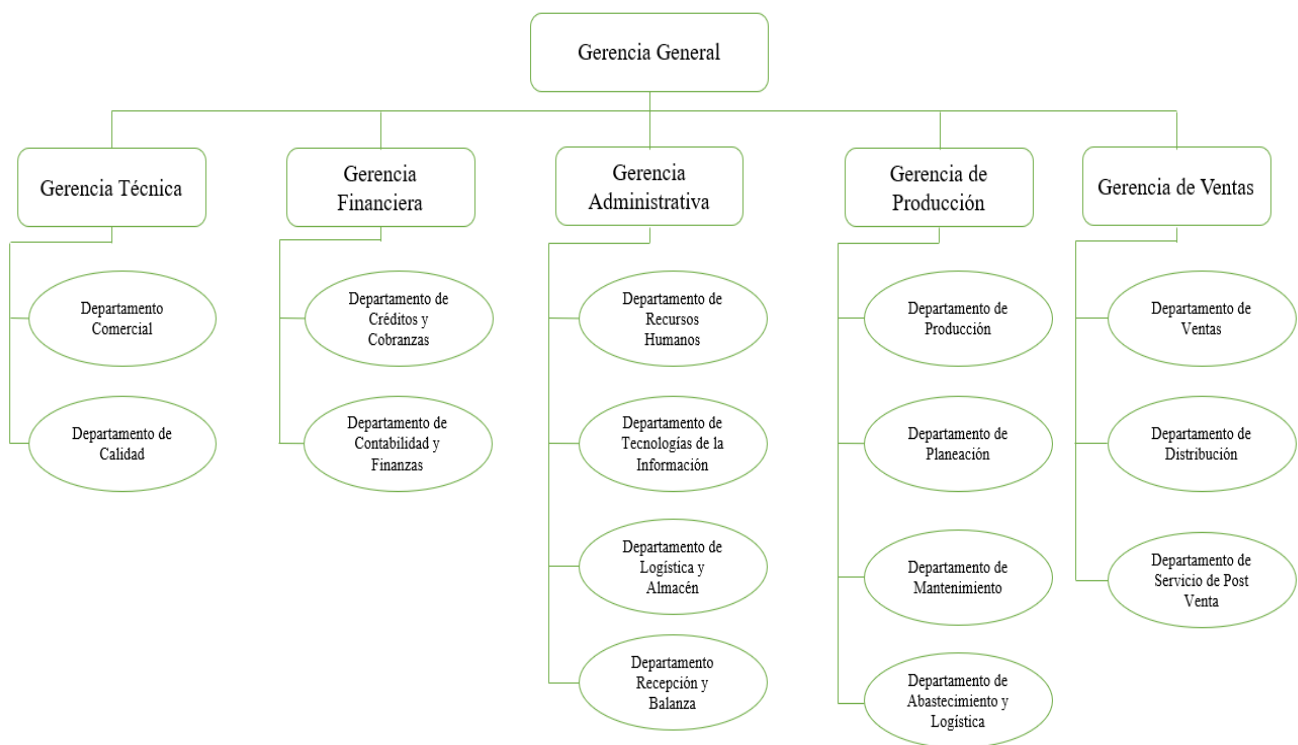 Gerencia General
Gerencia Técnica
Gerencia
Financiera
Gerencia
Administrativa
Gerencia de
Producción
Gerencia de Ventas
Departamento
Comercial
Departamento de
Calidad
Departamento de
Créditos y
Cobranzas
Departamento de
Contabilidad y
Finanzas
Departamento de
Recursos
Humanos
Departamento de
Tecnologías de la
Información
Departamento de
Logística y
Almacén
Departamento
Recepción y
Balanza
Departamento de
Producción
Departamento de
Planeación
Departamento de
Mantenimiento
Departamento de
Abastecimiento y
Logística
Departamento de
Ventas
Departamento de
Distribución
Departamento de
Servicio de Post
Venta